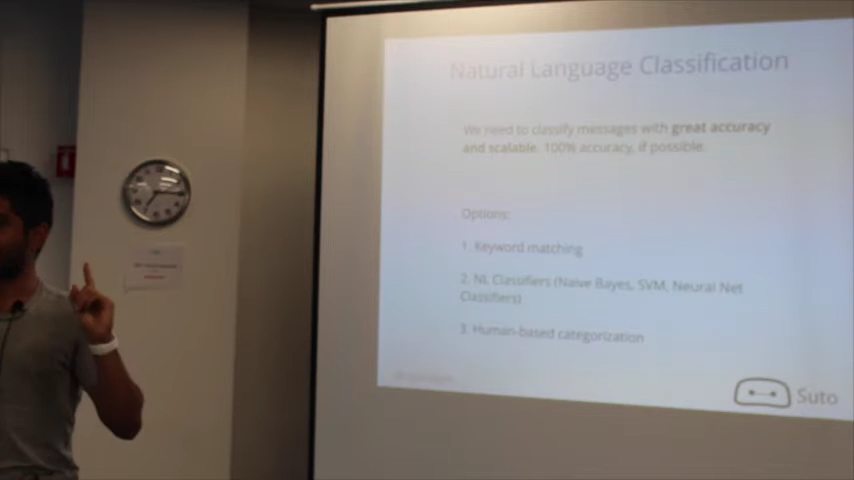 Natural Language Classification
We need to classify messages with great accuracy
and scalable. 100% accuracy, if possible.
Options:
1. Keyword matching
2. NL Classifiers (Naive Bayes, SVM, Neural Net
Classifiers)
3. Human-based categorization
Suto